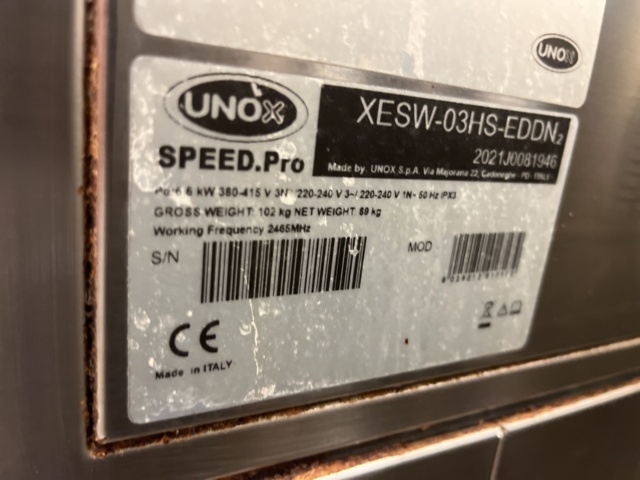 UNOX
UNOX
SPEED.Pro
XESW-03HS-EDDN2
2021J0081946
Made by. UNOX S.p.A. Via Majorana 22, Cadoneghe - PD - ITALY
6.6 kW 380-415 V 3N~ 220-240 V 3~/ 220-240 V 1N~ 50 Hz IPX3
GROSS WEIGHT: 102 kg NET WEIGHT: 89 kg
Working Frequency 2465MHz
S/N
MOD
CE
Made in ITALY